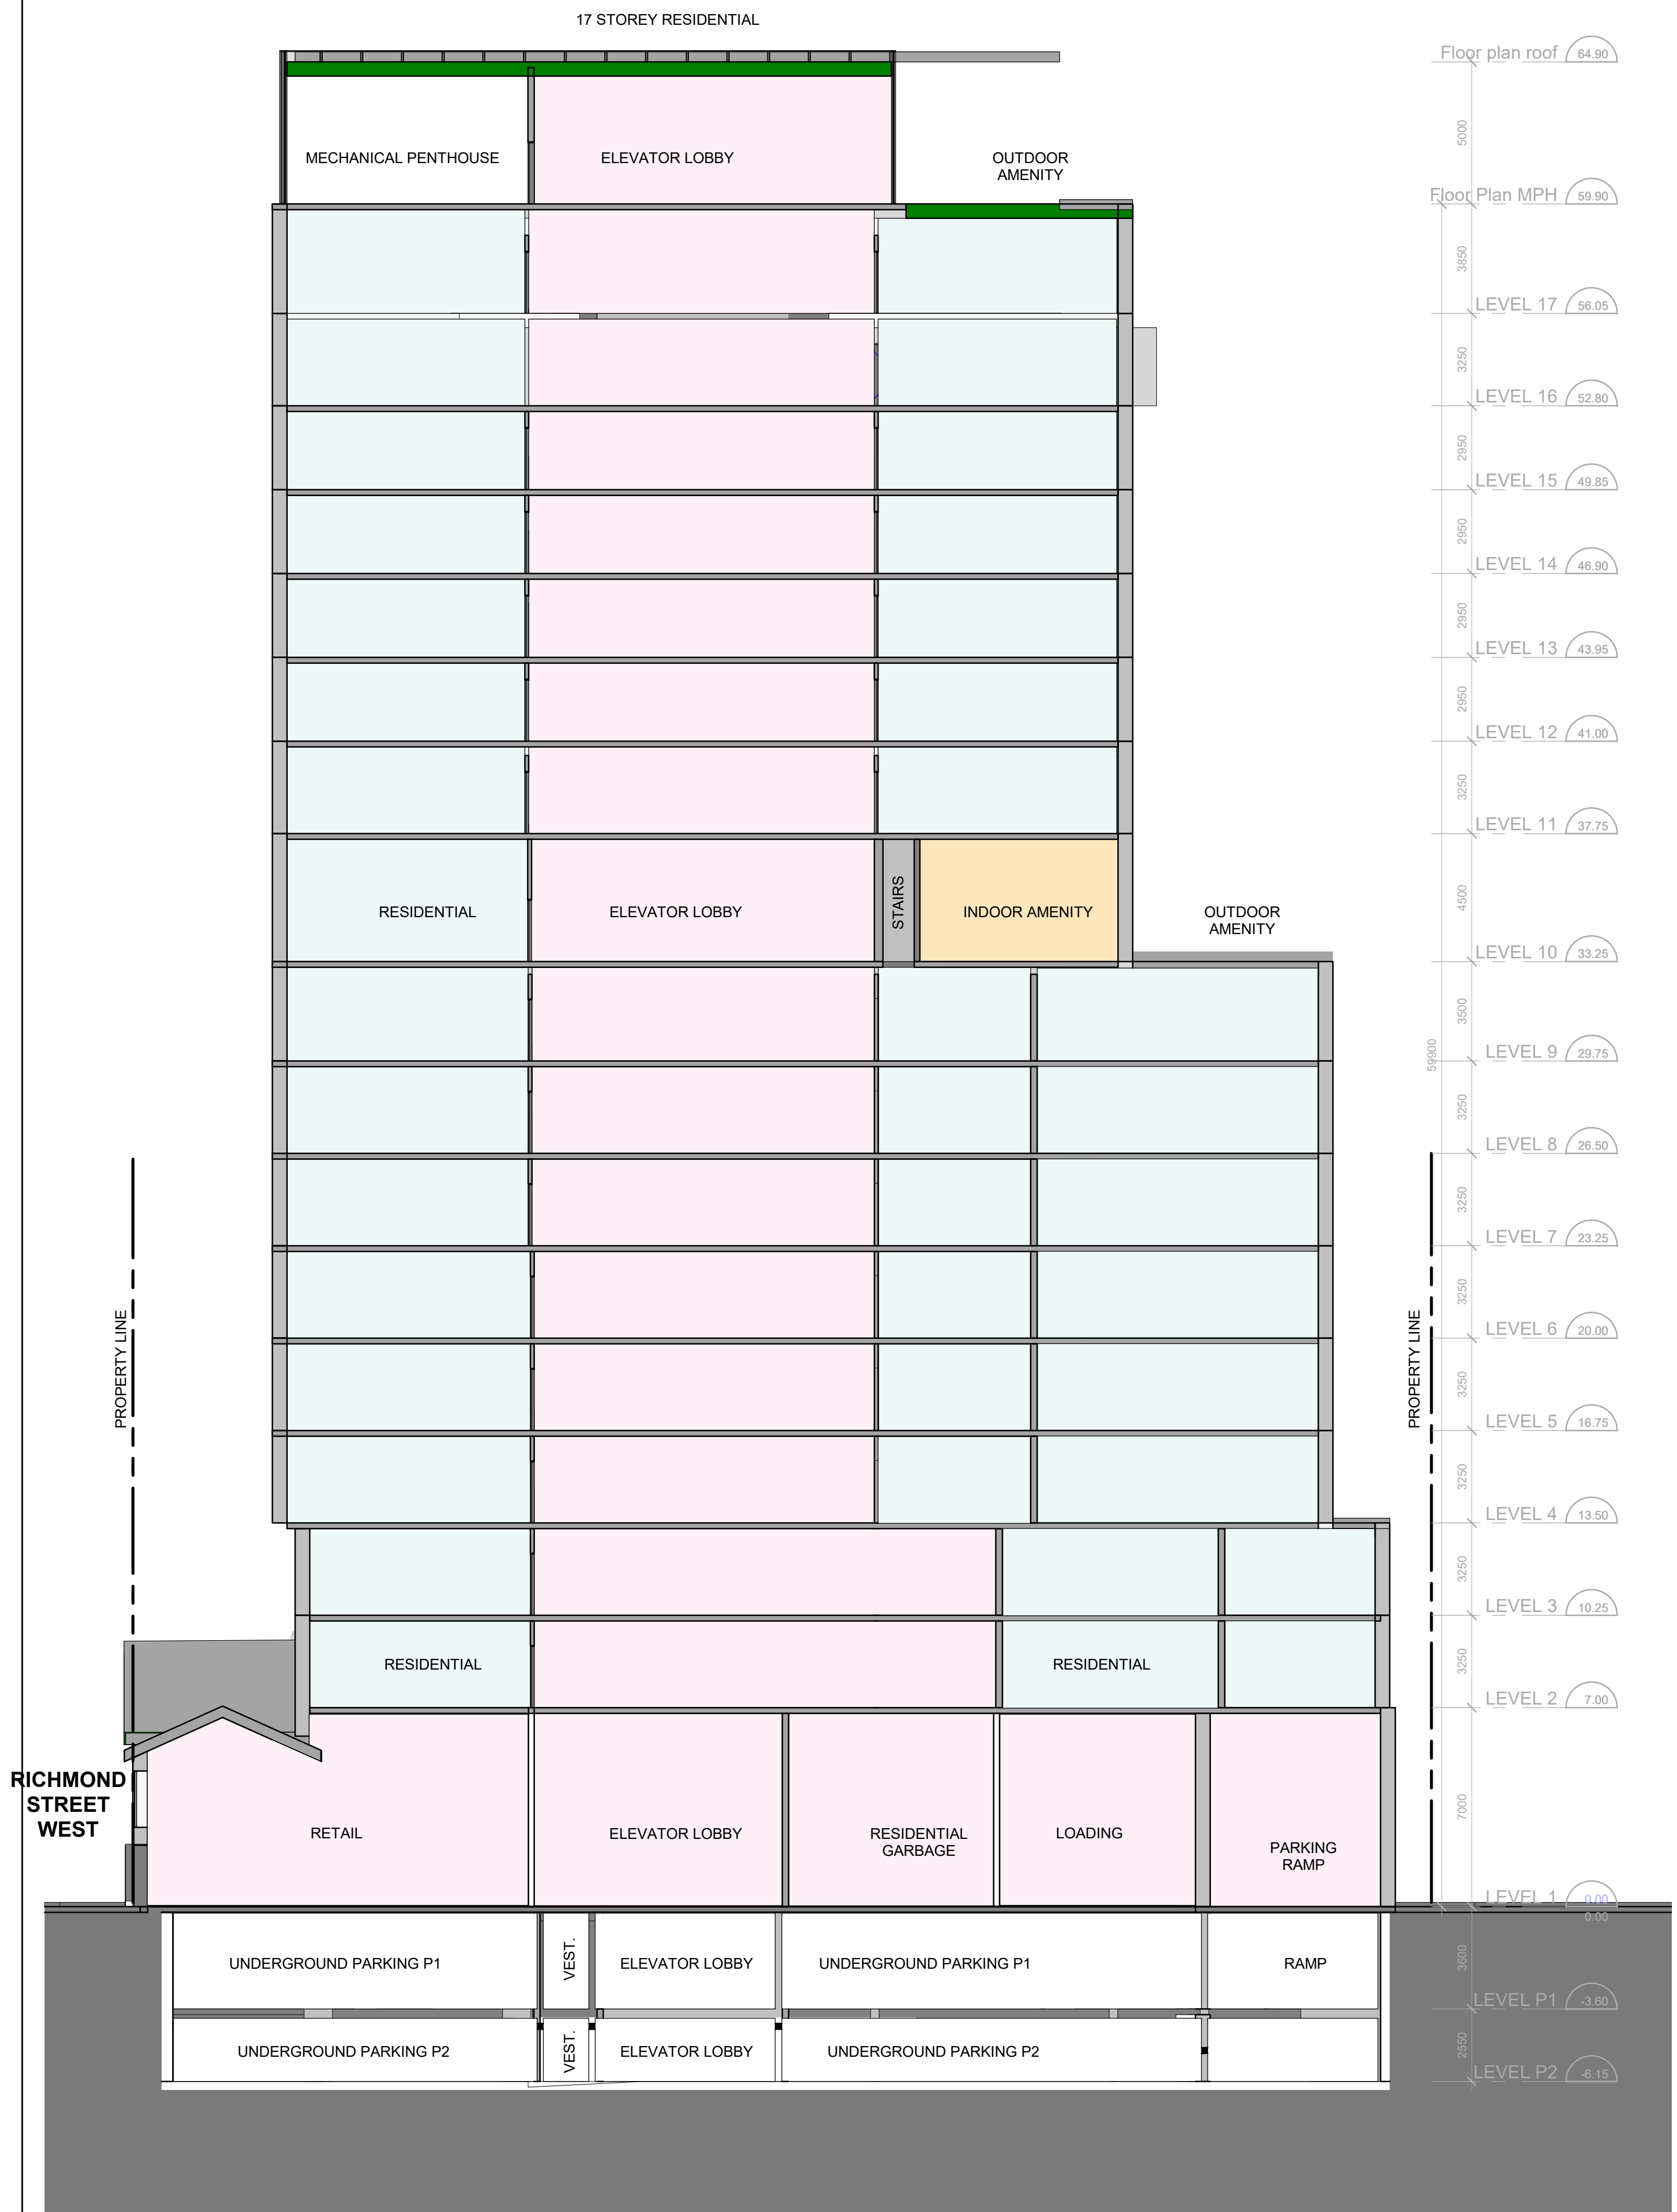 17 STOREY RESIDENTIAL
Floor plan roof 64.90
5000
MECHANICAL PENTHOUSE
ELEVATOR LOBBY
OUTDOOR
AMENITY
Floor Plan MPH 59.90
3850
LEVEL 17 56.05
3250
LEVEL 16 52.80
2950
LEVEL 15 49.85
2950
LEVEL 14 46.90
2950
LEVEL 13 43.95
2950
LEVEL 12 41.00
3250
LEVEL 11 37.75
4500
RESIDENTIAL
ELEVATOR LOBBY
STAIRS
INDOOR AMENITY
OUTDOOR
AMENITY
LEVEL 10 33.25
3500
59900
LEVEL 9 29.75
3250
LEVEL 8 26.50
3250
LEVEL 7 23.25
3250
LEVEL 6 20.00
PROPERTY LINE
PROPERTY LINE
3250
LEVEL 5 16.75
3250
LEVEL 4 13.50
3250
LEVEL 3 10.25
3250
RESIDENTIAL
RESIDENTIAL
LEVEL 2 7.00
7000
RICHMOND
STREET
WEST
RETAIL
ELEVATOR LOBBY
RESIDENTIAL
GARBAGE
LOADING
PARKING
RAMP
LEVEL 1 0.00
0.00
3600
UNDERGROUND PARKING P1
VEST.
ELEVATOR LOBBY
UNDERGROUND PARKING P1
RAMP
LEVEL P1 -3.60
2550
UNDERGROUND PARKING P2
VEST.
ELEVATOR LOBBY
UNDERGROUND PARKING P2
LEVEL P2 -6.15